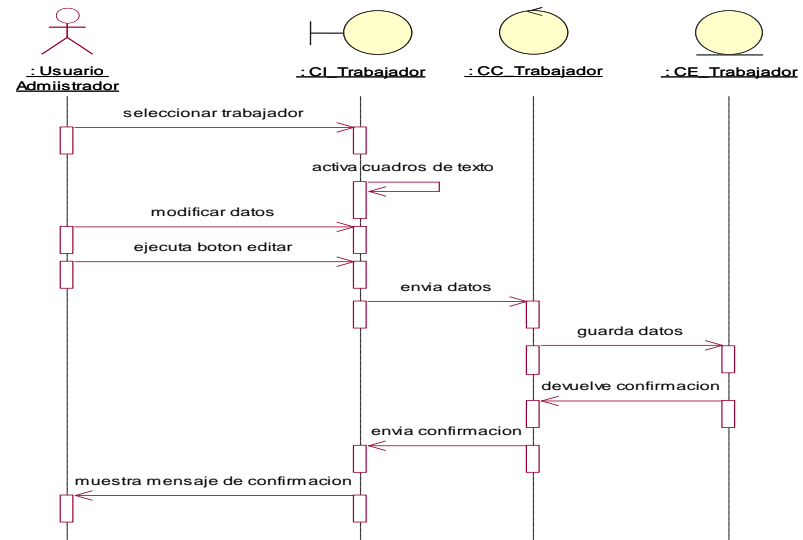 : Usuario
Admiistrador
: CI_Trabajador
: CC_Trabajador
: CE_Trabajador
seleccionar trabajador
activa cuadros de texto
modificar datos
ejecuta boton editar
envia datos
guarda datos
devuelve confirmacion
envia confirmacion
muestra mensaje de confirmacion